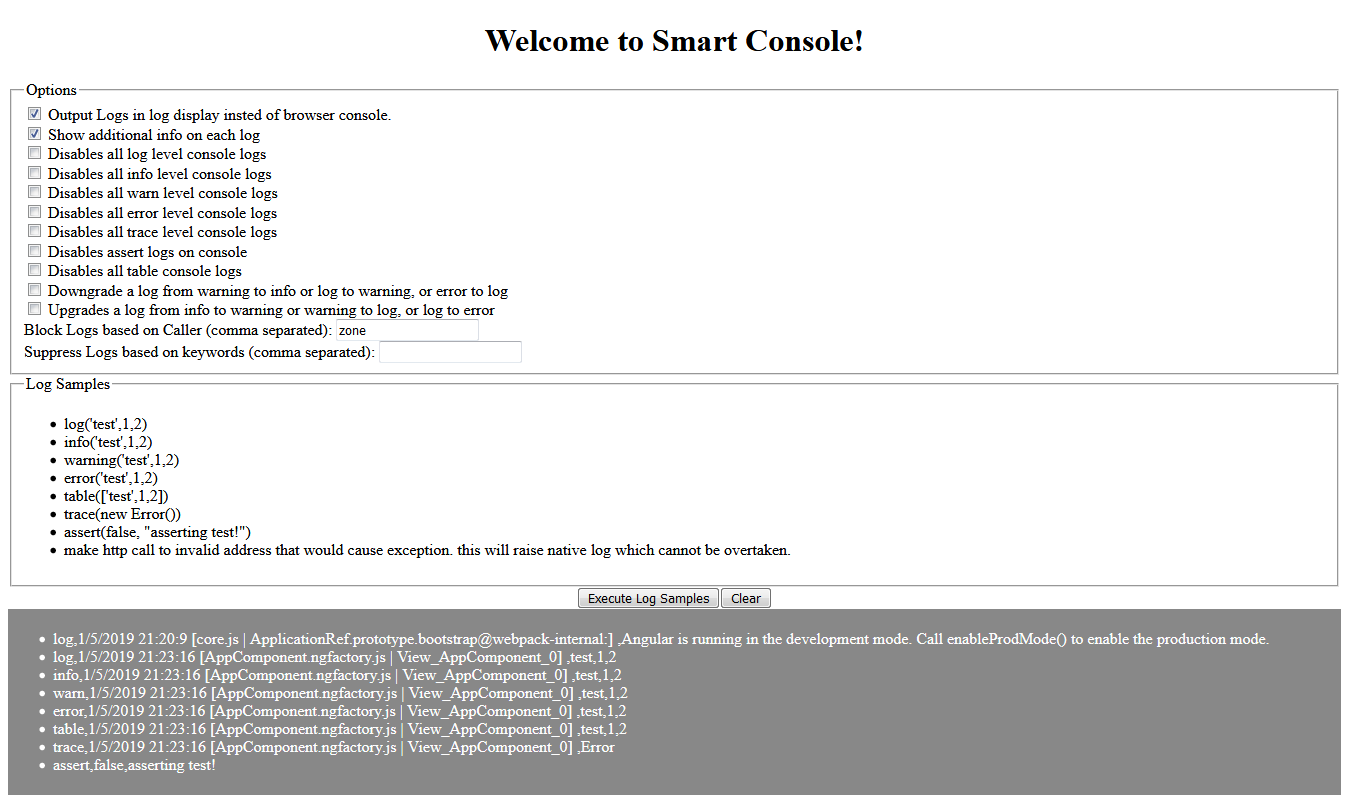 Welcome to Smart Console!
Options
Output Logs in log display insted of browser console.
Show additional info on each log
Disables all log level console logs
Disables all info level console logs
Disables all warn level console logs
Disables all error level console logs
Disables all trace level console logs
Disables assert logs on console
Disables all table console logs
Downgrade a log from warning to info or log to warning, or error to log
Upgrades a log from info to warning or warning to log, or log to error
Block Logs based on Caller (comma separated): zone
Suppress Logs based on keywords (comma separated):
Log Samples
log('test',1,2)
info('test',1,2)
warning('test',1,2)
error('test',1,2)
table(['test',1,2])
trace(new Error())
assert(false, "asserting test!")
make http call to invalid address that would cause exception. this will raise native log which cannot be overtaken.
Execute Log Samples Clear
log,1/5/2019 21:20:9 [core.js | ApplicationRef.prototype.bootstrap@webpack-internal:] ,Angular is running in the development mode. Call enableProdMode() to enable the production mode.
log,1/5/2019 21:23:16 [AppComponent.ngfactory.js | View_AppComponent_0] ,test,1,2
info,1/5/2019 21:23:16 [AppComponent.ngfactory.js | View_AppComponent_0] ,test,1,2
warn,1/5/2019 21:23:16 [AppComponent.ngfactory.js | View_AppComponent_0] ,test,1,2
error,1/5/2019 21:23:16 [AppComponent.ngfactory.js | View_AppComponent_0] ,test,1,2
table,1/5/2019 21:23:16 [AppComponent.ngfactory.js | View_AppComponent_0] ,test,1,2
trace,1/5/2019 21:23:16 [AppComponent.ngfactory.js | View_AppComponent_0] ,Error
assert,false,asserting test!